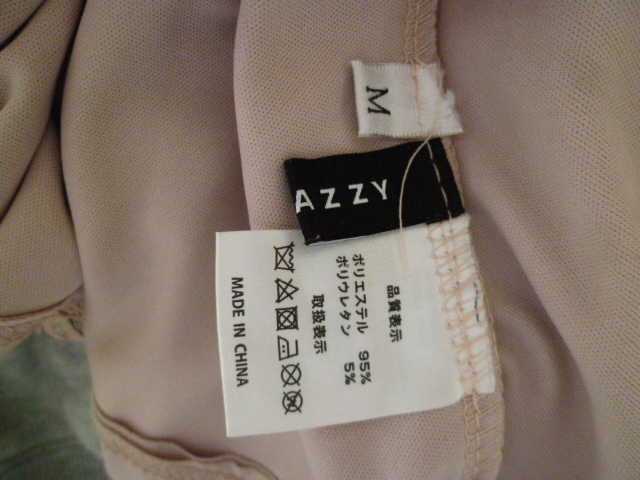 M
AZZY
品質表示
ポリエステル 95%
ポリウレタン 5%
取扱表示
MADE IN CHINA